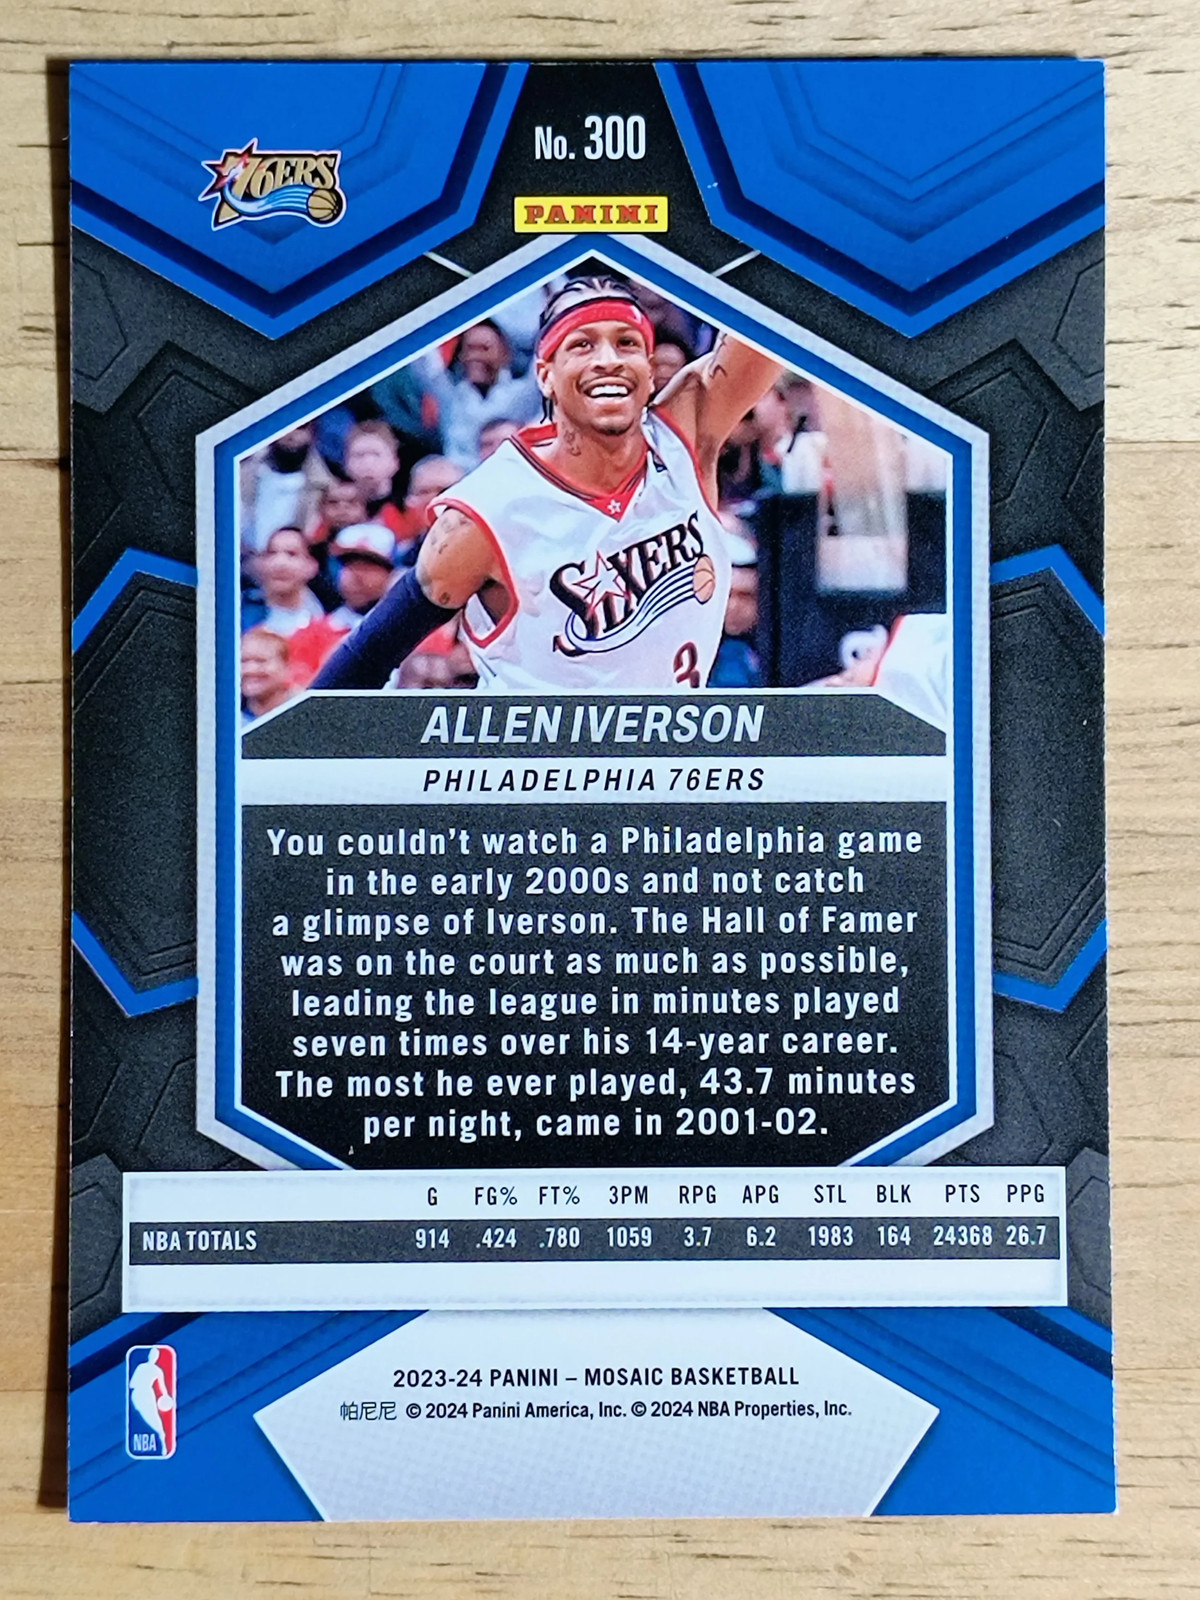 No. 300
76ERS
PANINI
SIXERS
3
ALLEN IVERSON
PHILADELPHIA 76ERS
You couldn't watch a Philadelphia game
in the early 2000s and not catch
a glimpse of Iverson. The Hall of Famer
was on the court as much as possible,
leading the league in minutes played
seven times over his 14-year career.
The most he ever played, 43.7 minutes
per night, came in 2001-02.
G FG% FT% 3PM RPG APG STL BLK PTS PPG
NBA TOTALS 914 .424 .780 1059 3.7 6.2 1983 164 24368 26.7
2023-24 PANINI – MOSAIC BASKETBALL
帕尼尼 © 2024 Panini America, Inc. © 2024 NBA Properties, Inc.
NBA